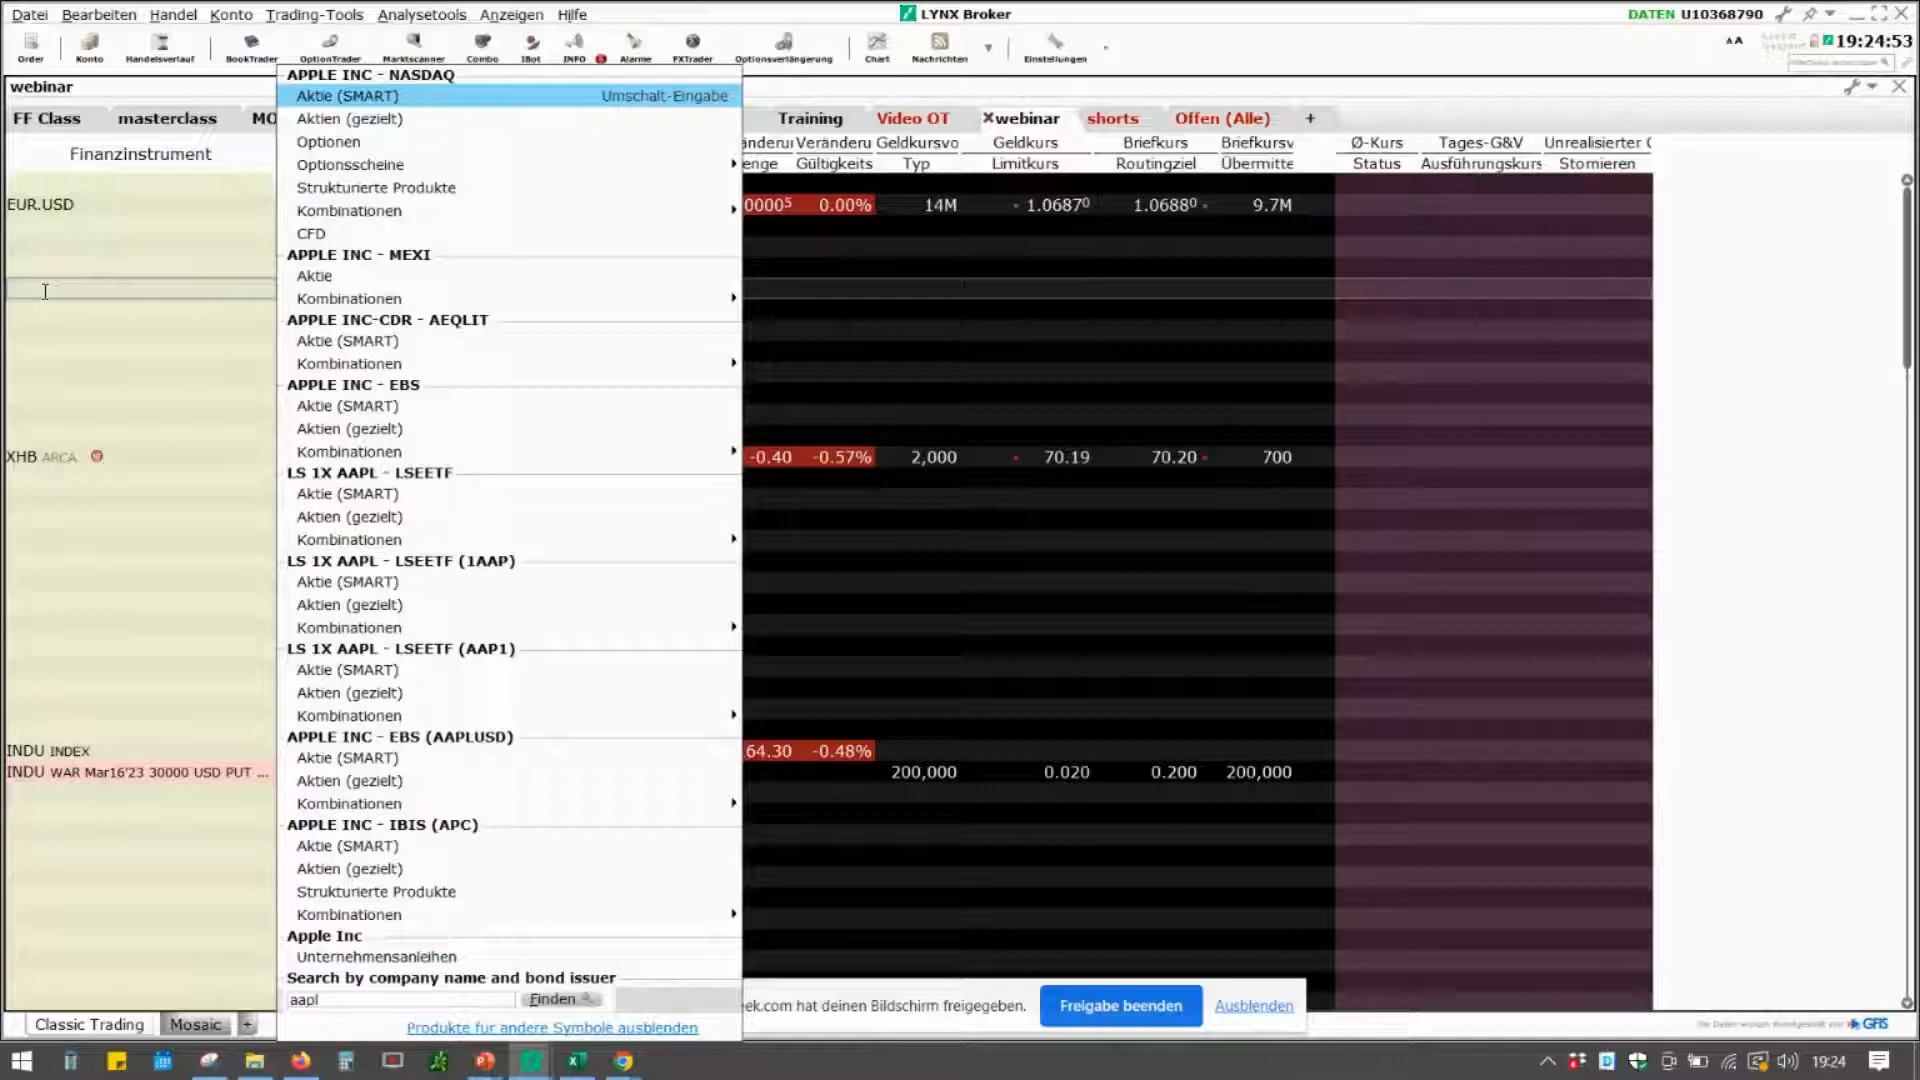 Datei Bearbeiten Handel Konto Trading-Tools Analysetools Anzeigen Hilfe
LYNX Broker
DATEN U10368790
Order Konto Handelsverlauf BookTrader OptionTrader Marktscanner Combo IBot INFO Alarme FXTrader Optionsverlängerung Chart Nachrichten Einstellungen
19:24:53
webinar
FF Class masterclass MO Training Video OT webinar shorts Offen (Alle) +
Finanzinstrument
Veränderu Geldkursvo Geldkurs Briefkurs Briefkursv Ø-Kurs Tages-G&V Unrealisierter
enge Gültigkeits Typ Limitkurs Routingziel Übermitte Status Ausführungskurs Stornieren
EUR.USD
00005 0.00% 14M 1.06870 1.06880 9.7M
XHB ARCA
-0.40 -0.57% 2,000 70.19 70.20 700
INDU INDEX
64.30 -0.48%
INDU WAR Mar16'23 30000 USD PUT ...
200,000 0.020 0.200 200,000
APPLE INC - NASDAQ
Aktie (SMART) Umschalt-Eingabe
Aktien (gezielt)
Optionen
Optionsscheine
Strukturierte Produkte
Kombinationen
CFD
APPLE INC - MEXI
Aktie
Kombinationen
APPLE INC-CDR - AEQLIT
Aktie (SMART)
Kombinationen
APPLE INC - EBS
Aktie (SMART)
Aktien (gezielt)
Kombinationen
LS 1X AAPL - LSEETF
Aktie (SMART)
Aktien (gezielt)
Kombinationen
LS 1X AAPL - LSEETF (1AAP)
Aktie (SMART)
Aktien (gezielt)
Kombinationen
LS 1X AAPL - LSEETF (AAP1)
Aktie (SMART)
Aktien (gezielt)
Kombinationen
APPLE INC - EBS (AAPLUSD)
Aktie (SMART)
Aktien (gezielt)
Kombinationen
APPLE INC - IBIS (APC)
Aktie (SMART)
Aktien (gezielt)
Strukturierte Produkte
Kombinationen
Apple Inc
Unternehmensanleihen
Search by company name and bond issuer
aapl Finden
Produkte für andere Symbole ausblenden
ek.com hat deinen Bildschirm freigegeben. Freigabe beenden Ausblenden
Classic Trading Mosaic +
GFIS
19:24